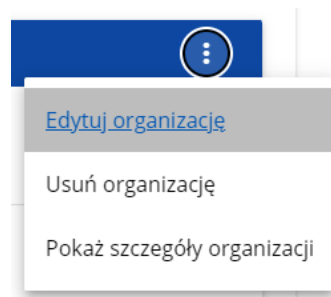 Edytuj organizację
Usuń organizację
Pokaż szczegóły organizacji